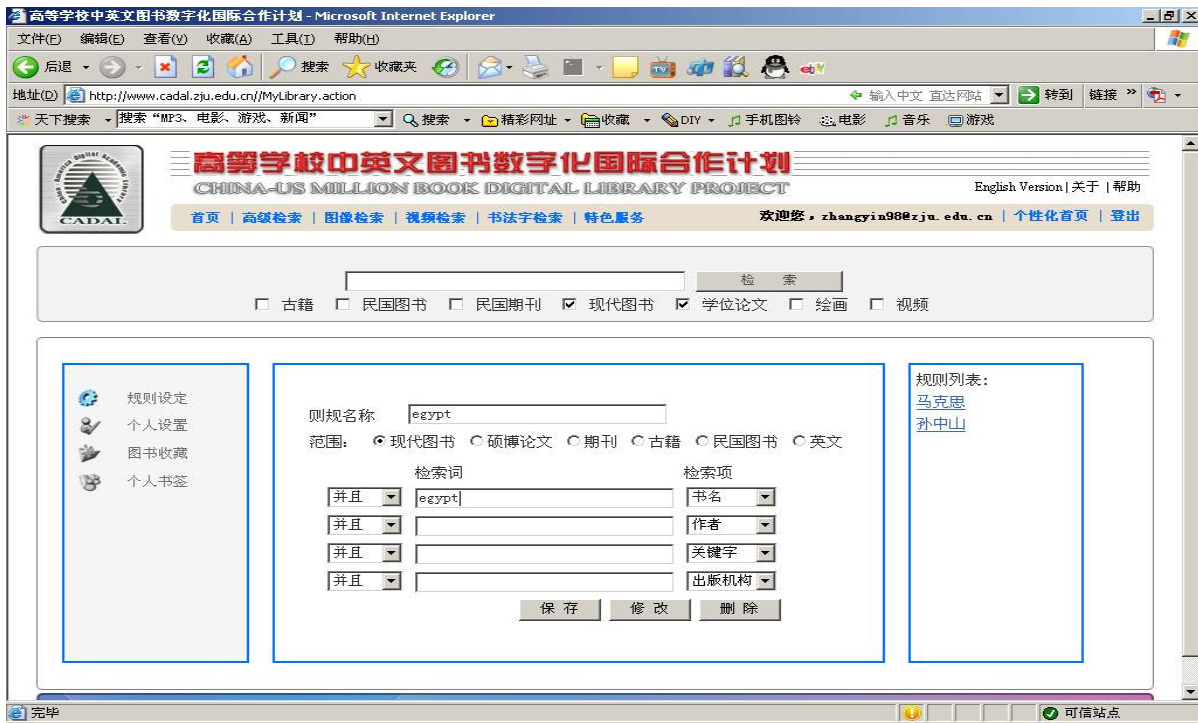 高等学校中英文图书数字化国际合作计划 - Microsoft Internet Explorer
文件(F) 编辑(E) 查看(V) 收藏(A) 工具(T) 帮助(H)
后退 搜索 收藏夹
地址(D) http://www.cadal.zju.edu.cn//MyLibrary.action 输入中文 直达网站 转到 链接 »
天下搜索 搜索 “MP3、电影、游戏、新闻” 搜索 精彩网址 收藏 DIY 手机图铃 电影 音乐 游戏
高等学校中英文图书数字化国际合作计划
CHINA-US MILLION BOOK DIGITAL LIBRARY PROJECT
English Version | 关于 | 帮助
CADAL
首页 | 高级检索 | 图像检索 | 视频检索 | 书法字检索 | 特色服务 欢迎您，zhangyin98@zju.edu.cn | 个性化首页 | 登出
检 索
古籍 民国图书 民国期刊 现代图书 学位论文 绘画 视频
规则设定
个人设置
图书收藏
个人书签
则规名称 egypt
范围： 现代图书 硕博论文 期刊 古籍 民国图书 英文
检索词 检索项
并且 egypt 书名
并且 作者
并且 关键字
并且 出版机构
保 存 修 改 删 除
规则列表：
马克思
孙中山
完毕 可信站点